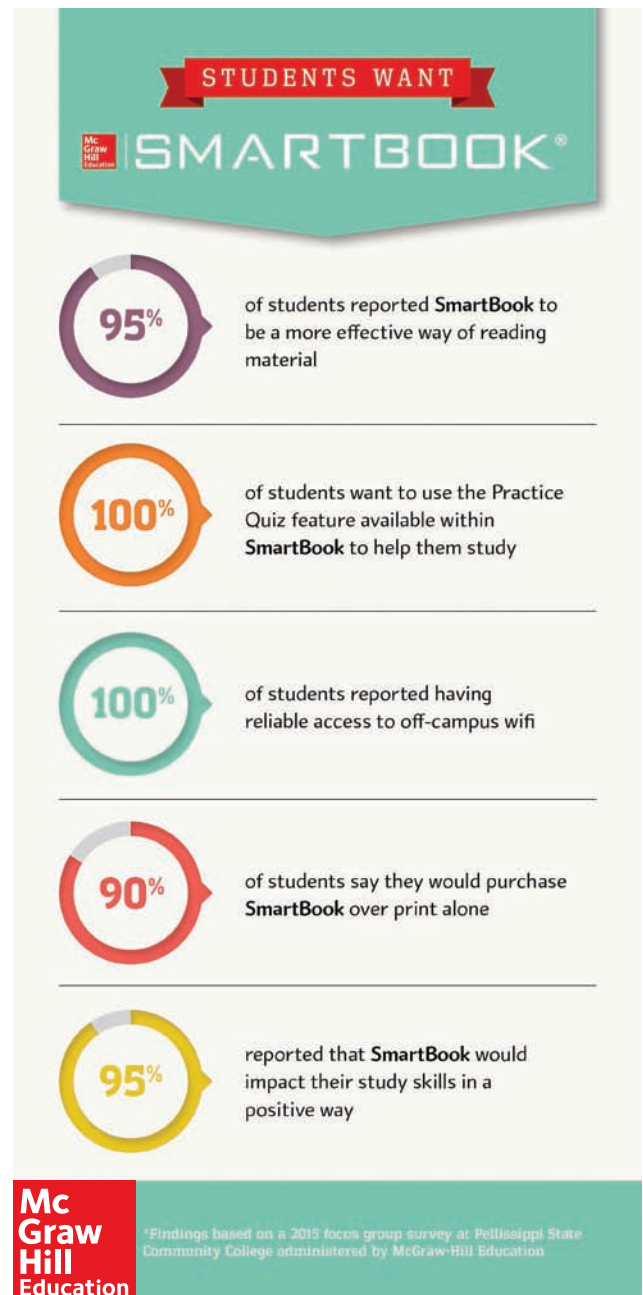 STUDENTS WANT
Mc
Graw
Hill
Education
SMARTBOOK®
95%
of students reported SmartBook to
be a more effective way of reading
material
100%
of students want to use the Practice
Quiz feature available within
SmartBook to help them study
100%
of students reported having
reliable access to off-campus wifi
90%
of students say they would purchase
SmartBook over print alone
95%
reported that SmartBook would
impact their study skills in a
positive way
Mc
Graw
Hill
Education
*Findings based on a 2015 focus group survey at Pellissippi State
Community College administered by McGraw-Hill Education